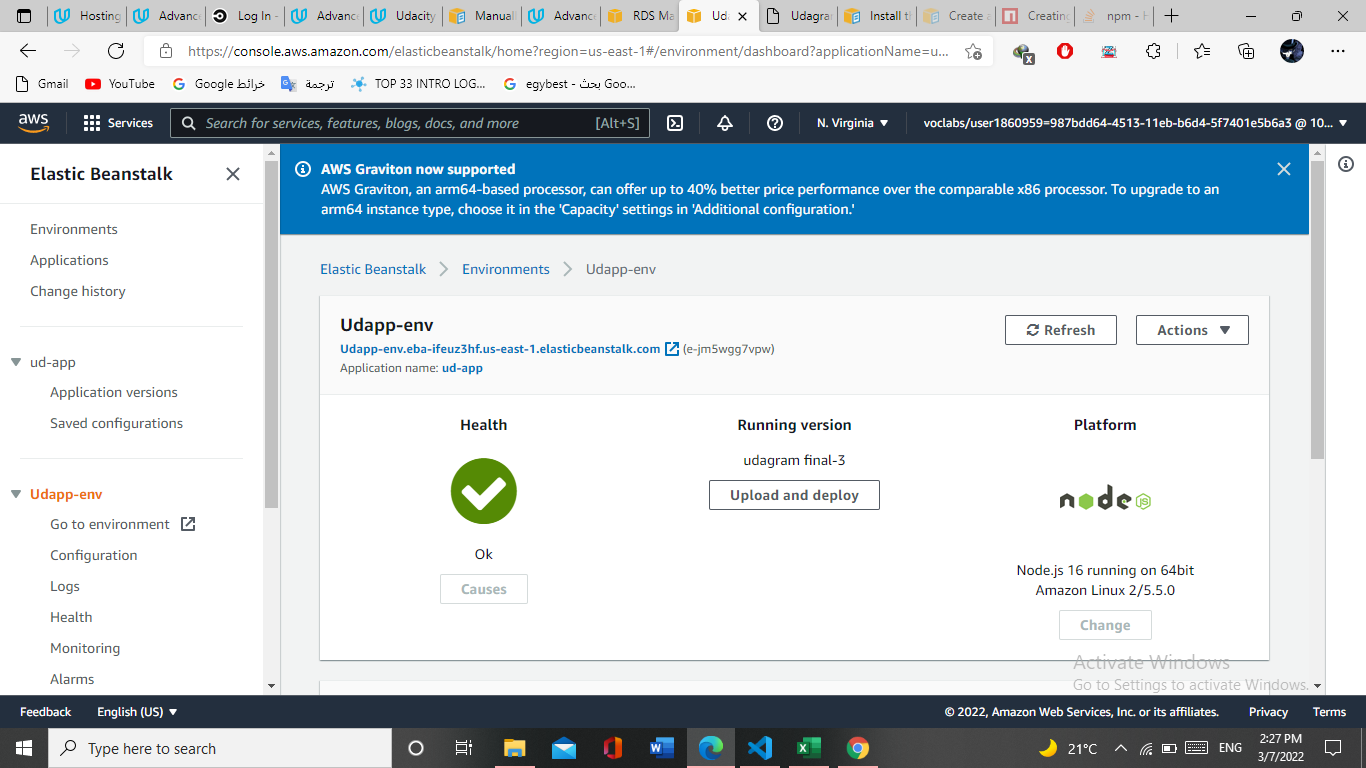 Hosting
Advanc
Log In -
Advanc
Udacity
Manuall
Advanc
RDS Ma
Uda
Udagran
Install t
Create a
Creatin
npm - H
https://console.aws.amazon.com/elasticbeanstalk/home?region=us-east-1#/environment/dashboard?applicationName=u...
Gmail
YouTube
خرائط Google
ترجمة
TOP 33 INTRO LOG...
egybest - بحث Goo...
aws
Services
Search for services, features, blogs, docs, and more
[Alt+S]
N. Virginia
voclabs/user1860959=987bdd64-4513-11eb-b6d4-5f7401e5b6a3 @ 10...
Elastic Beanstalk
Environments
Applications
Change history
ud-app
Application versions
Saved configurations
Udapp-env
Go to environment
Configuration
Logs
Health
Monitoring
Alarms
AWS Graviton now supported
AWS Graviton, an arm64-based processor, can offer up to 40% better price performance over the comparable x86 processor. To upgrade to an
arm64 instance type, choose it in the 'Capacity' settings in 'Additional configuration.'
Elastic Beanstalk
Environments
Udapp-env
Udapp-env
Refresh
Actions
Udapp-env.eba-ifeuz3hf.us-east-1.elasticbeanstalk.com (e-jm5wgg7vpw)
Application name: ud-app
Health
Ok
Causes
Running version
udagram final-3
Upload and deploy
Platform
node JS
Node.js 16 running on 64bit
Amazon Linux 2/5.5.0
Change
Activate Windows
Go to Settings to activate Windows.
Feedback
English (US)
© 2022, Amazon Web Services, Inc. or its affiliates.
Privacy
Terms
Type here to search
21°C
ENG
2:27 PM
3/7/2022